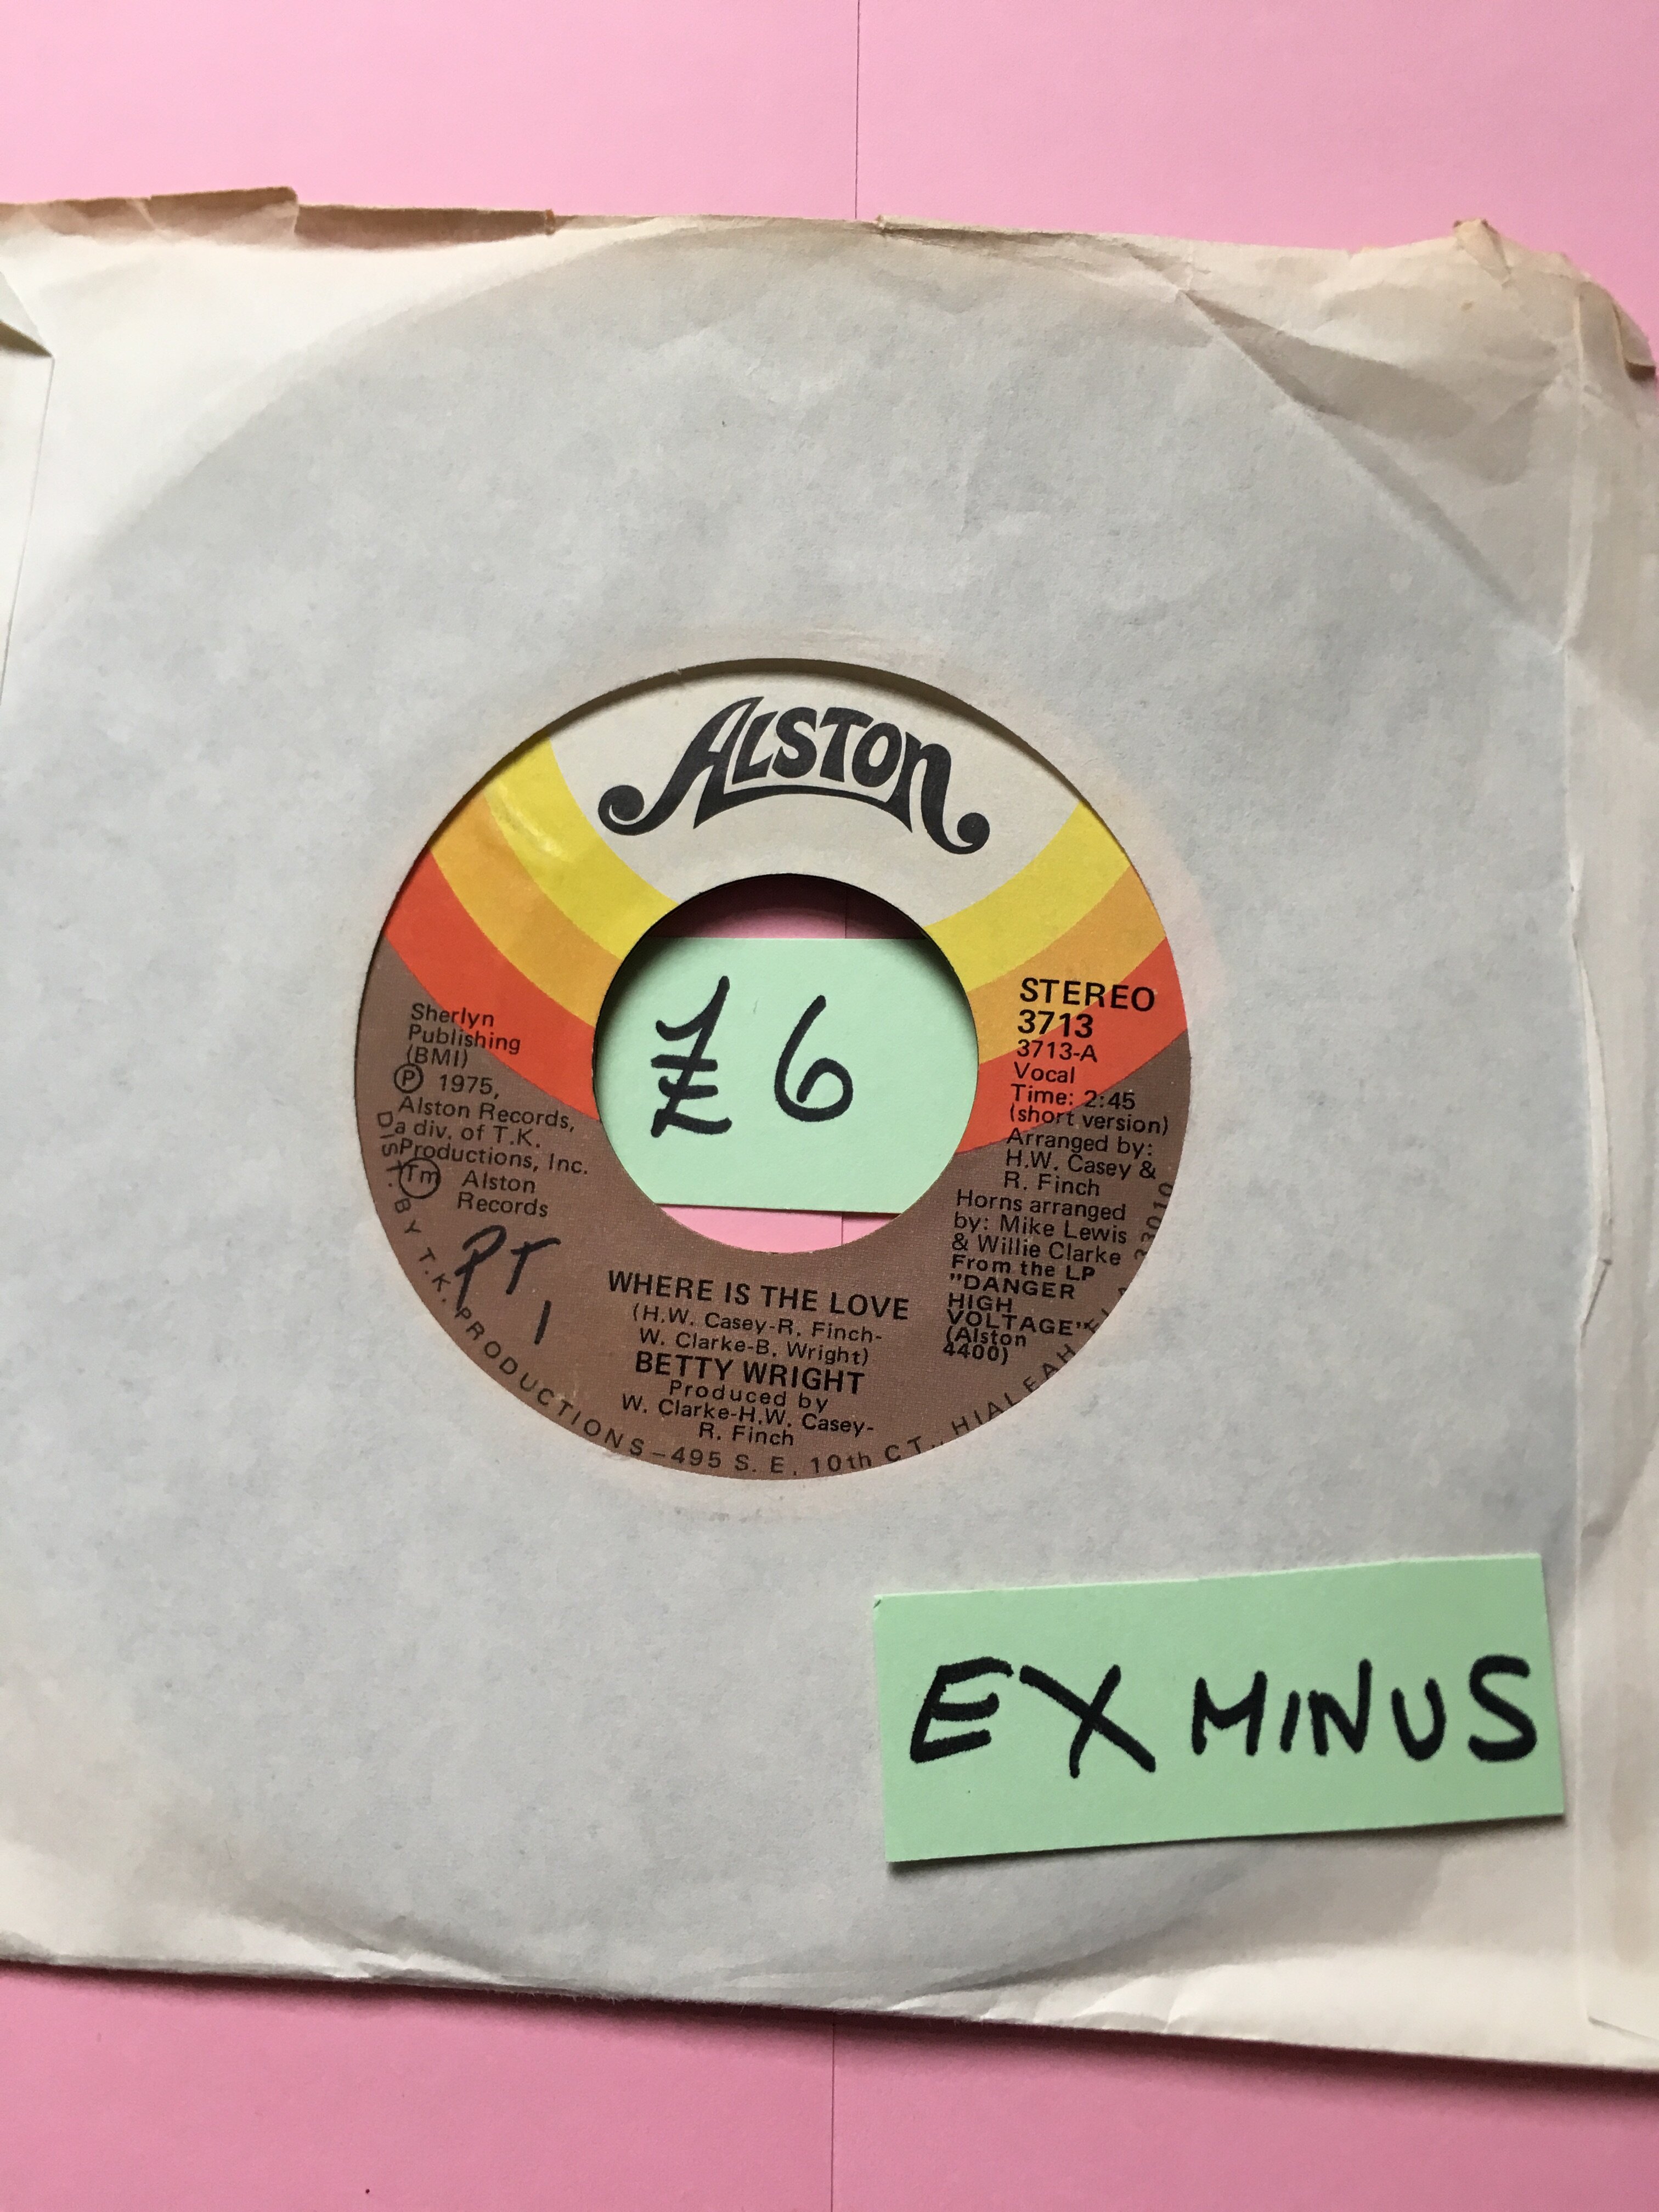 ALSTON
£6
Sherlyn
Publishing
(BMI)
Ⓟ 1975,
Alston Records,
a div. of T.K.
Productions, Inc.
Tm Alston
Records
PT
1
STEREO
3713
3713-A
Vocal
Time: 2:45
(short version)
Arranged by:
H.W. Casey &
R. Finch
Horns arranged
by: Mike Lewis
& Willie Clarke
From the LP
"DANGER
HIGH
VOLTAGE"
(Alston
4400)
WHERE IS THE LOVE
(H.W. Casey-R. Finch-
W. Clarke-B. Wright)
BETTY WRIGHT
Produced by
W. Clarke-H.W. Casey-
R. Finch
DIST. BY T.K. PRODUCTIONS-495 S.E. 10th CT., HIALEAH 33010
EX MINUS